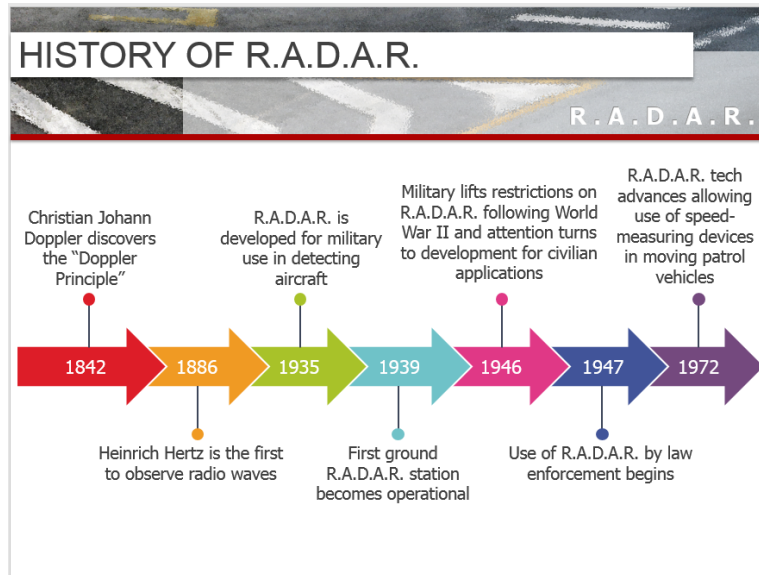 HISTORY OF R.A.D.A.R.
R.A.D.A.R.
Christian Johann
Doppler discovers
the “Doppler
Principle”
R.A.D.A.R. is
developed for military
use in detecting
aircraft
Military lifts restrictions on
R.A.D.A.R. following World
War II and attention turns
to development for civilian
applications
R.A.D.A.R. tech
advances allowing
use of speed-
measuring devices
in moving patrol
vehicles
1842
1886
1935
1939
1946
1947
1972
Heinrich Hertz is the first
to observe radio waves
First ground
R.A.D.A.R. station
becomes operational
Use of R.A.D.A.R. by law
enforcement begins